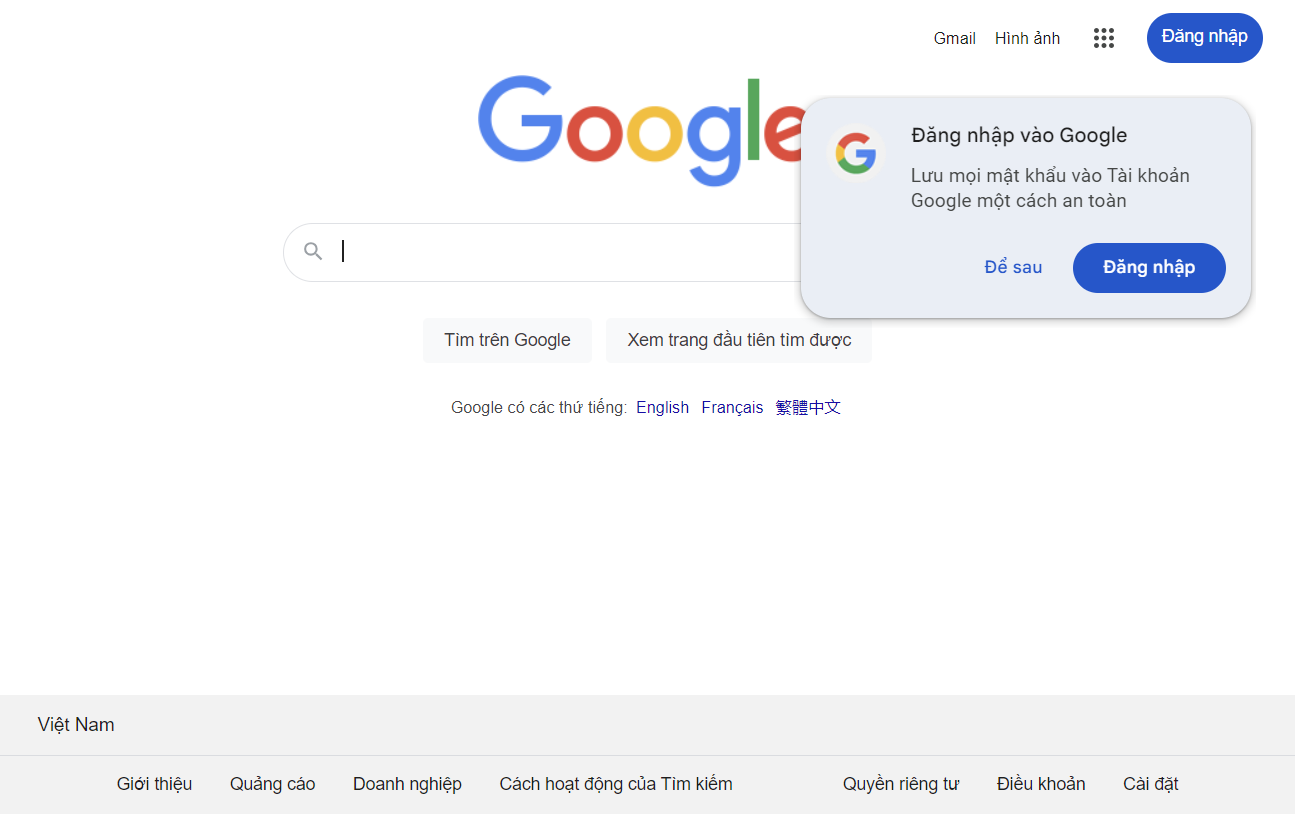 Gmail Hình ảnh Đăng nhập
Google
Đăng nhập vào Google
Lưu mọi mật khẩu vào Tài khoản
Google một cách an toàn
Để sau Đăng nhập
Tìm trên Google Xem trang đầu tiên tìm được
Google có các thứ tiếng: English Français 繁體中文
Việt Nam
Giới thiệu Quảng cáo Doanh nghiệp Cách hoạt động của Tìm kiếm Quyền riêng tư Điều khoản Cài đặt